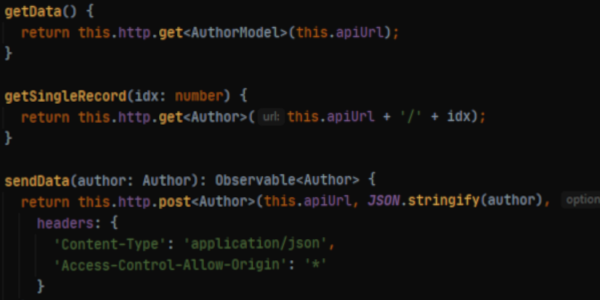 getData() {
return this.http.get<AuthorModel>(this.apiUrl);
}
getSingleRecord(idx: number) {
return this.http.get<Author>( url: this.apiUrl + '/' + idx);
}
sendData(author: Author): Observable<Author> {
return this.http.post<Author>(this.apiUrl, JSON.stringify(author), option
headers: {
'Content-Type': 'application/json',
'Access-Control-Allow-Origin': '*'
}